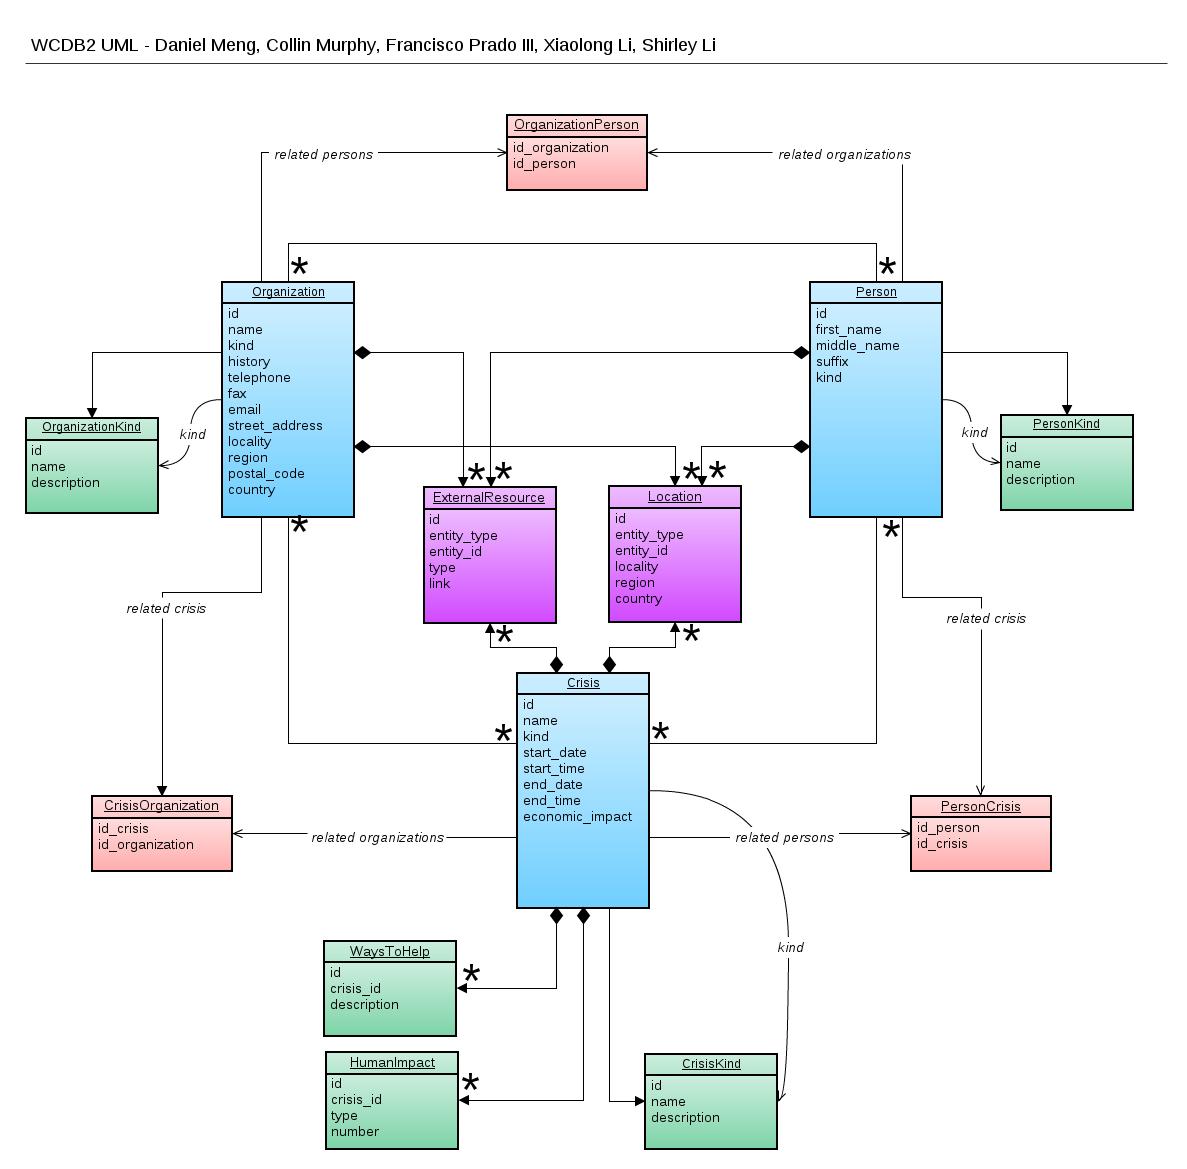 WCDB2 UML - Daniel Meng, Collin Murphy, Francisco Prado III, Xiaolong Li, Shirley Li
OrganizationPerson
id_organization
id_person
related persons
related organizations
*
*
Organization
id
name
kind
history
telephone
fax
email
street_address
locality
region
postal_code
country
Person
id
first_name
middle_name
suffix
kind
OrganizationKind
id
name
description
kind
PersonKind
id
name
description
kind
* *
* *
ExternalResource
id
entity_type
entity_id
type
link
Location
id
entity_type
entity_id
locality
region
country
*
*
related crisis
related crisis
*
*
Crisis
id
name
kind
start_date
start_time
end_date
end_time
economic_impact
*
*
CrisisOrganization
id_crisis
id_organization
related organizations
related persons
PersonCrisis
id_person
id_crisis
kind
WaysToHelp
id
crisis_id
description
*
HumanImpact
id
crisis_id
type
number
*
CrisisKind
id
name
description